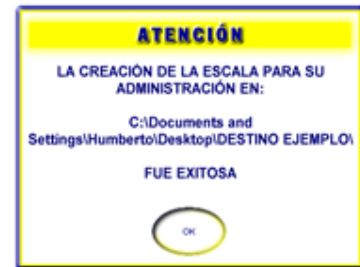 ATENCIÓN
LA CREACIÓN DE LA ESCALA PARA SU
ADMINISTRACIÓN EN:
C:\Documents and
Settings\Humberto\Desktop\DESTINO EJEMPLO\
FUE EXITOSA
OK